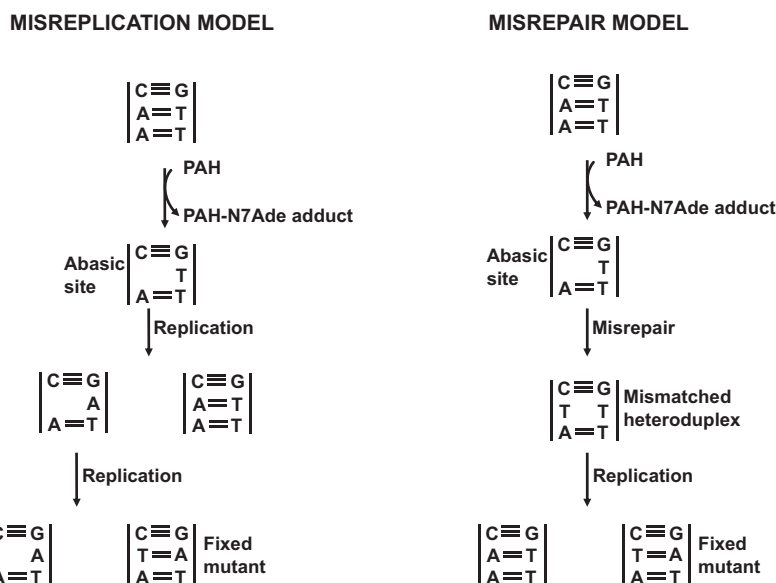 MISREPLICATION MODEL
C≡G
A=T
A=T
PAH
PAH-N7Ade adduct
Abasic
site
C≡G
T
A=T
Replication
C≡G
A
A=T
C≡G
A=T
A=T
Replication
C≡G
A
A=T
C≡G
T=A
A=T
Fixed
mutant
MISREPAIR MODEL
C≡G
A=T
A=T
PAH
PAH-N7Ade adduct
Abasic
site
C≡G
T
A=T
Misrepair
C≡G
T T
A=T
Mismatched
heteroduplex
Replication
C≡G
A=T
A=T
C≡G
T=A
A=T
Fixed
mutant